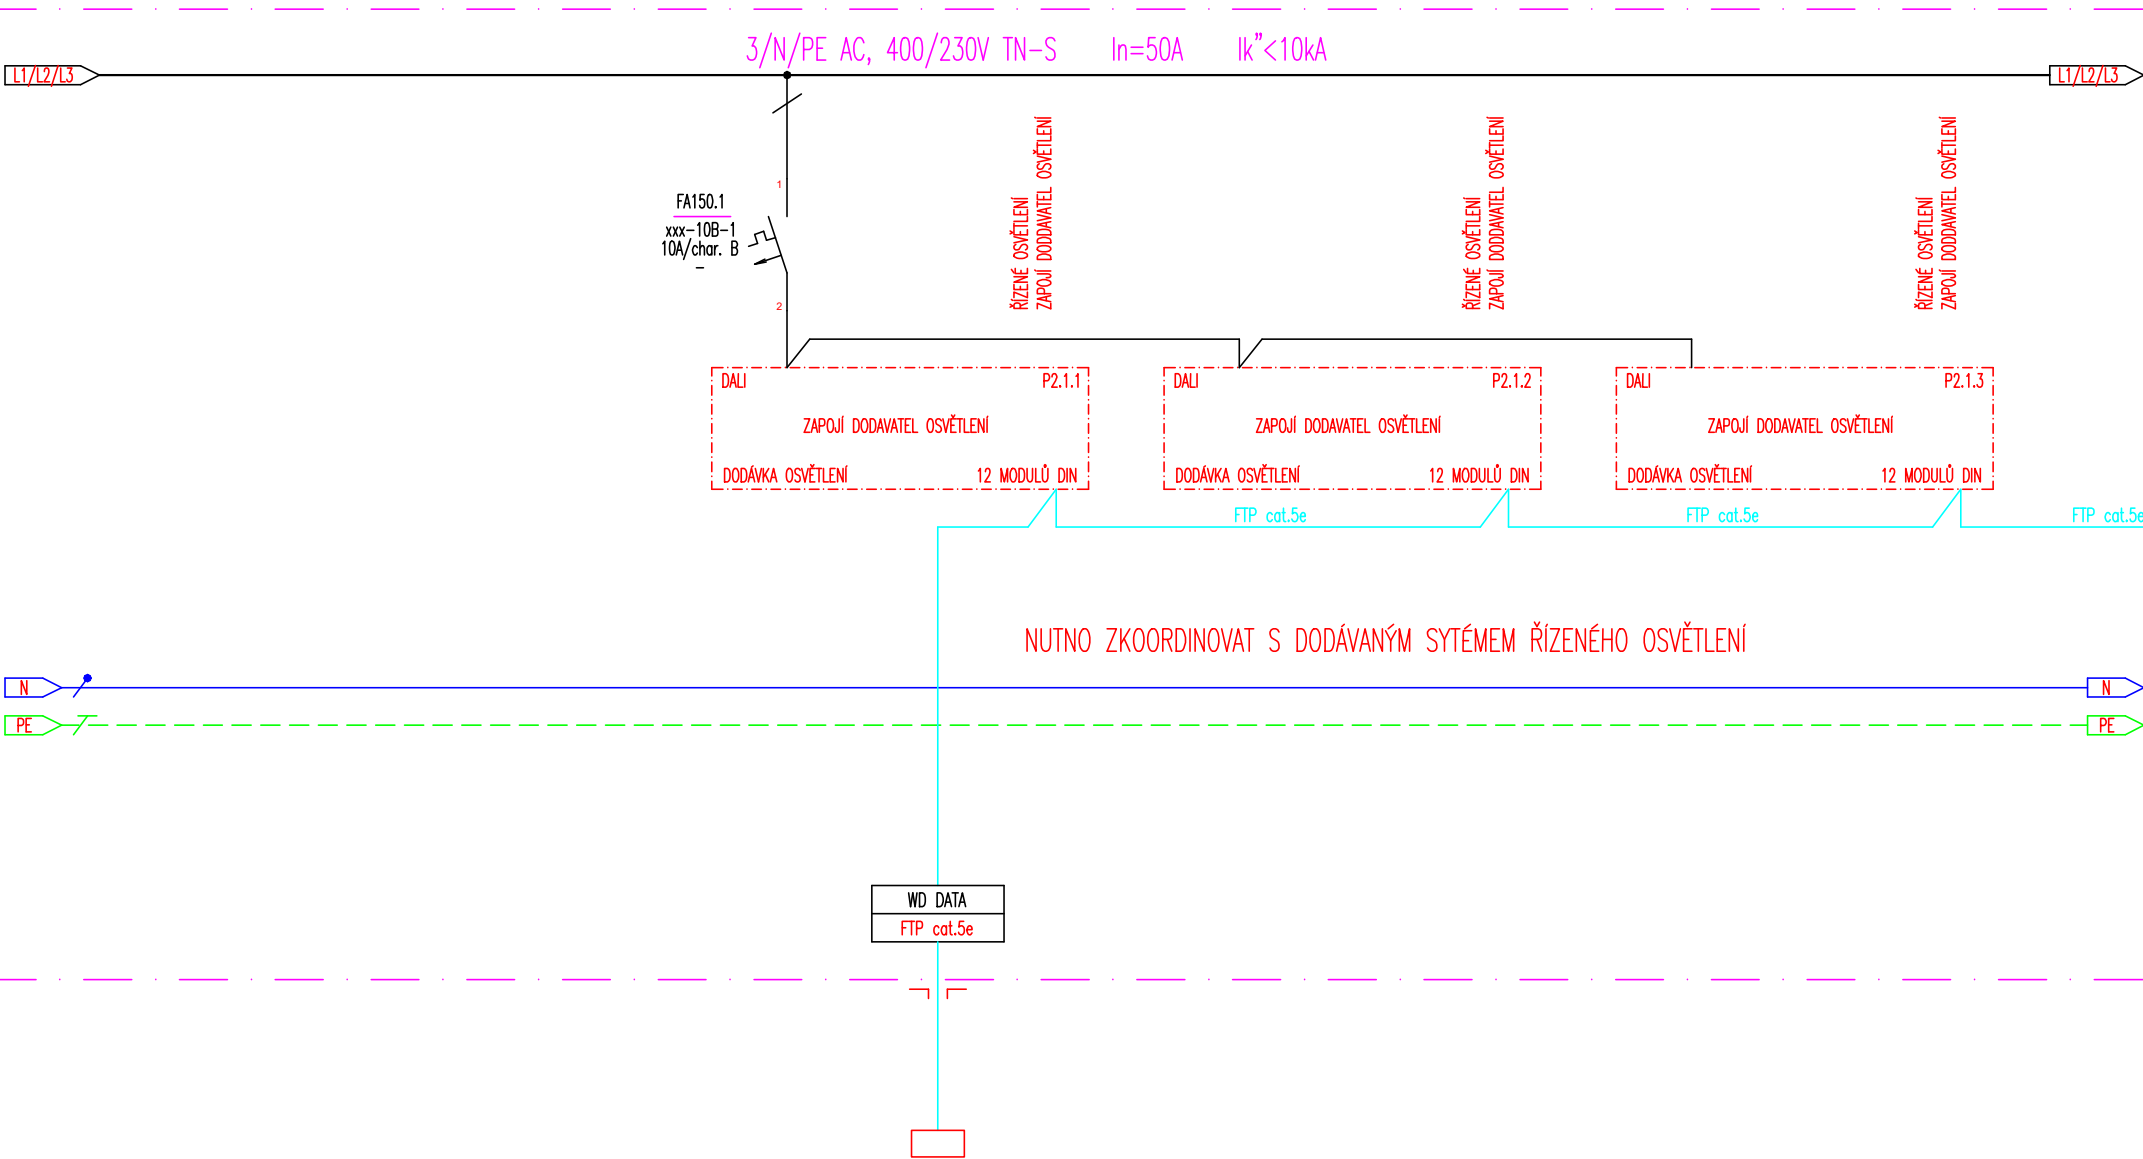 3/N/PE AC, 400/230V TN-S In=50A Ik"<10kA
L1/L2/L3
L1/L2/L3
1
FA150.1
xxx-10B-1
10A/char. B
-
2
ŘÍZENÉ OSVĚTLENÍ
ZAPOJÍ DODDAVATEL OSVĚTLENÍ
ŘÍZENÉ OSVĚTLENÍ
ZAPOJÍ DODDAVATEL OSVĚTLENÍ
ŘÍZENÉ OSVĚTLENÍ
ZAPOJÍ DODDAVATEL OSVĚTLENÍ
DALI P2.1.1
ZAPOJÍ DODAVATEL OSVĚTLENÍ
DODÁVKA OSVĚTLENÍ 12 MODULŮ DIN
DALI P2.1.2
ZAPOJÍ DODAVATEL OSVĚTLENÍ
DODÁVKA OSVĚTLENÍ 12 MODULŮ DIN
DALI P2.1.3
ZAPOJÍ DODAVATEL OSVĚTLENÍ
DODÁVKA OSVĚTLENÍ 12 MODULŮ DIN
FTP cat.5e
FTP cat.5e
FTP cat.5e
NUTNO ZKOORDINOVAT S DODÁVANÝM SYTÉMEM ŘÍZENÉHO OSVĚTLENÍ
N
N
PE
PE
WD DATA
FTP cat.5e